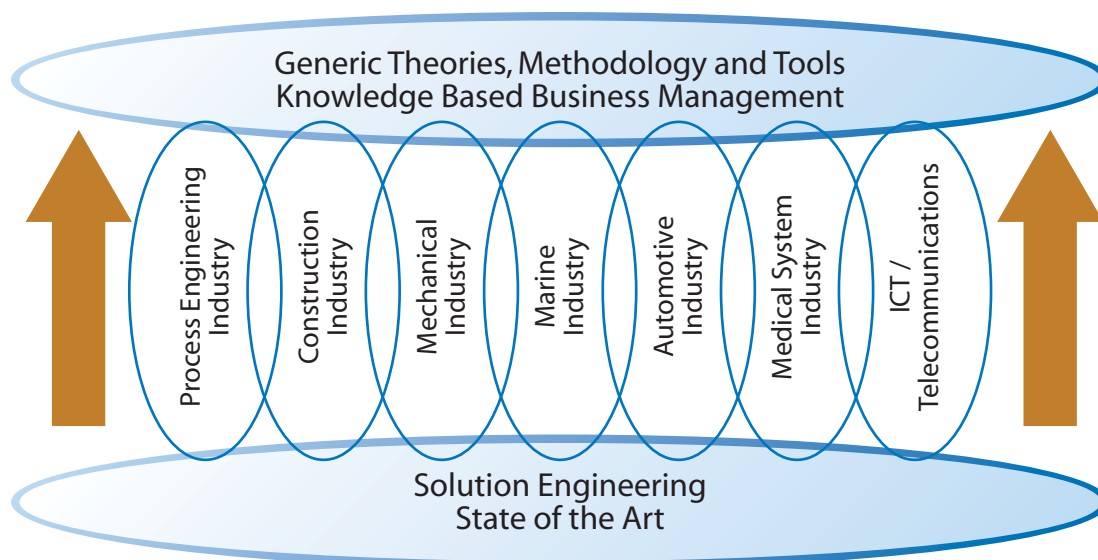 Generic Theories, Methodology and Tools
Knowledge Based Business Management
Process Engineering
Industry
Construction
Industry
Mechanical
Industry
Marine
Industry
Automotive
Industry
Medical System
Industry
ICT /
Telecommunications
Solution Engineering
State of the Art